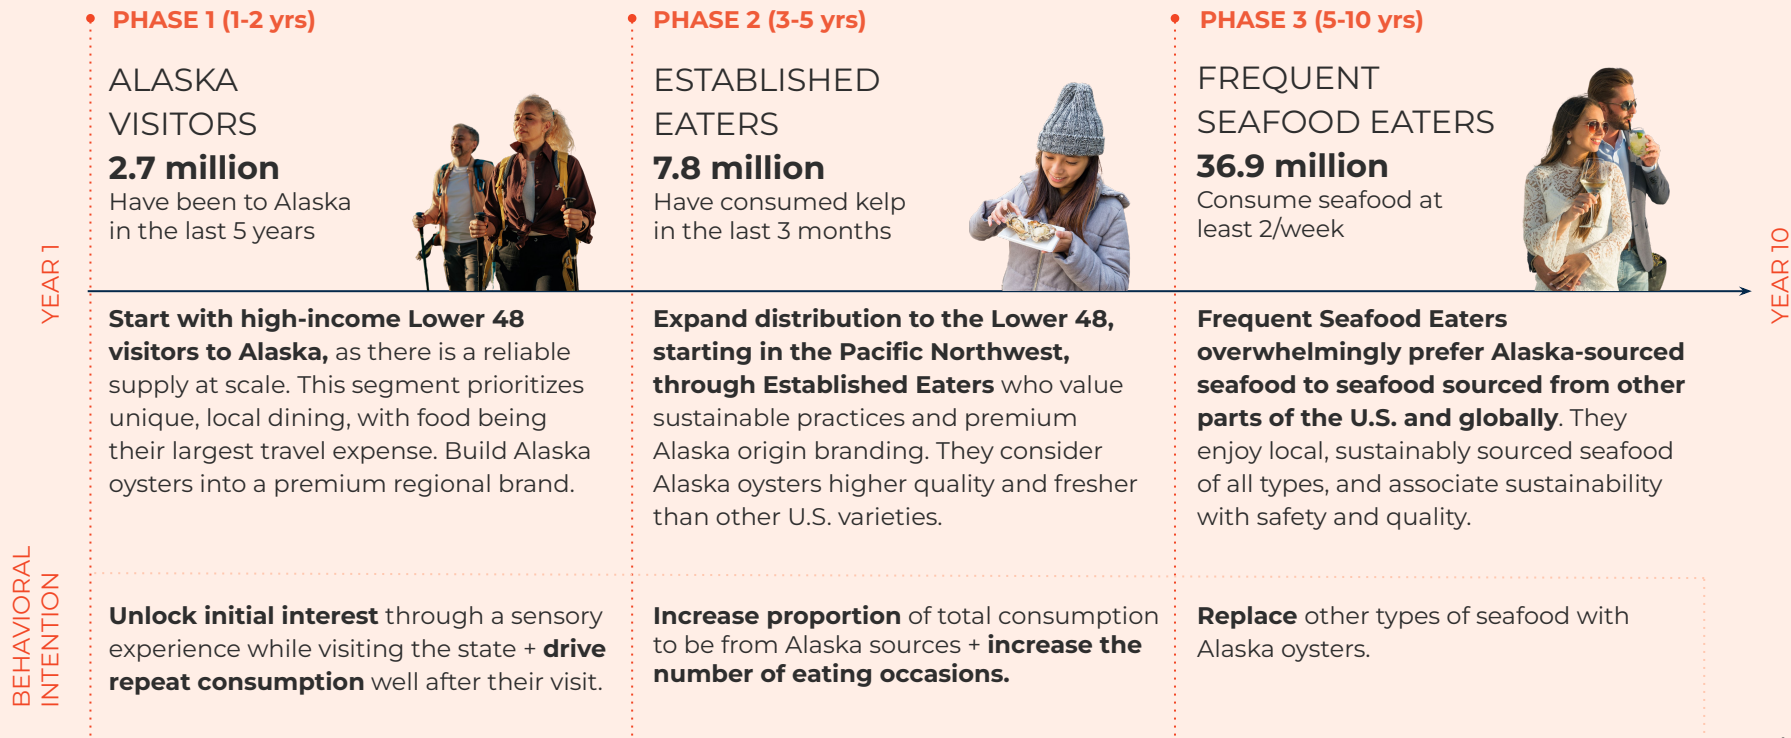 PHASE 1 (1-2 yrs)
ALASKA
VISITORS
2.7 million
Have been to Alaska
in the last 5 years
PHASE 2 (3-5 yrs)
ESTABLISHED
EATERS
7.8 million
Have consumed kelp
in the last 3 months
PHASE 3 (5-10 yrs)
FREQUENT
SEAFOOD EATERS
36.9 million
Consume seafood at
least 2/week
YEAR 1
YEAR 10
Start with high-income Lower 48
visitors to Alaska, as there is a reliable
supply at scale. This segment prioritizes
unique, local dining, with food being
their largest travel expense. Build Alaska
oysters into a premium regional brand.
Expand distribution to the Lower 48,
starting in the Pacific Northwest,
through Established Eaters who value
sustainable practices and premium
Alaska origin branding. They consider
Alaska oysters higher quality and fresher
than other U.S. varieties.
Frequent Seafood Eaters
overwhelmingly prefer Alaska-sourced
seafood to seafood sourced from other
parts of the U.S. and globally. They
enjoy local, sustainably sourced seafood
of all types, and associate sustainability
with safety and quality.
BEHAVIORAL
INTENTION
Unlock initial interest through a sensory
experience while visiting the state + drive
repeat consumption well after their visit.
Increase proportion of total consumption
to be from Alaska sources + increase the
number of eating occasions.
Replace other types of seafood with
Alaska oysters.